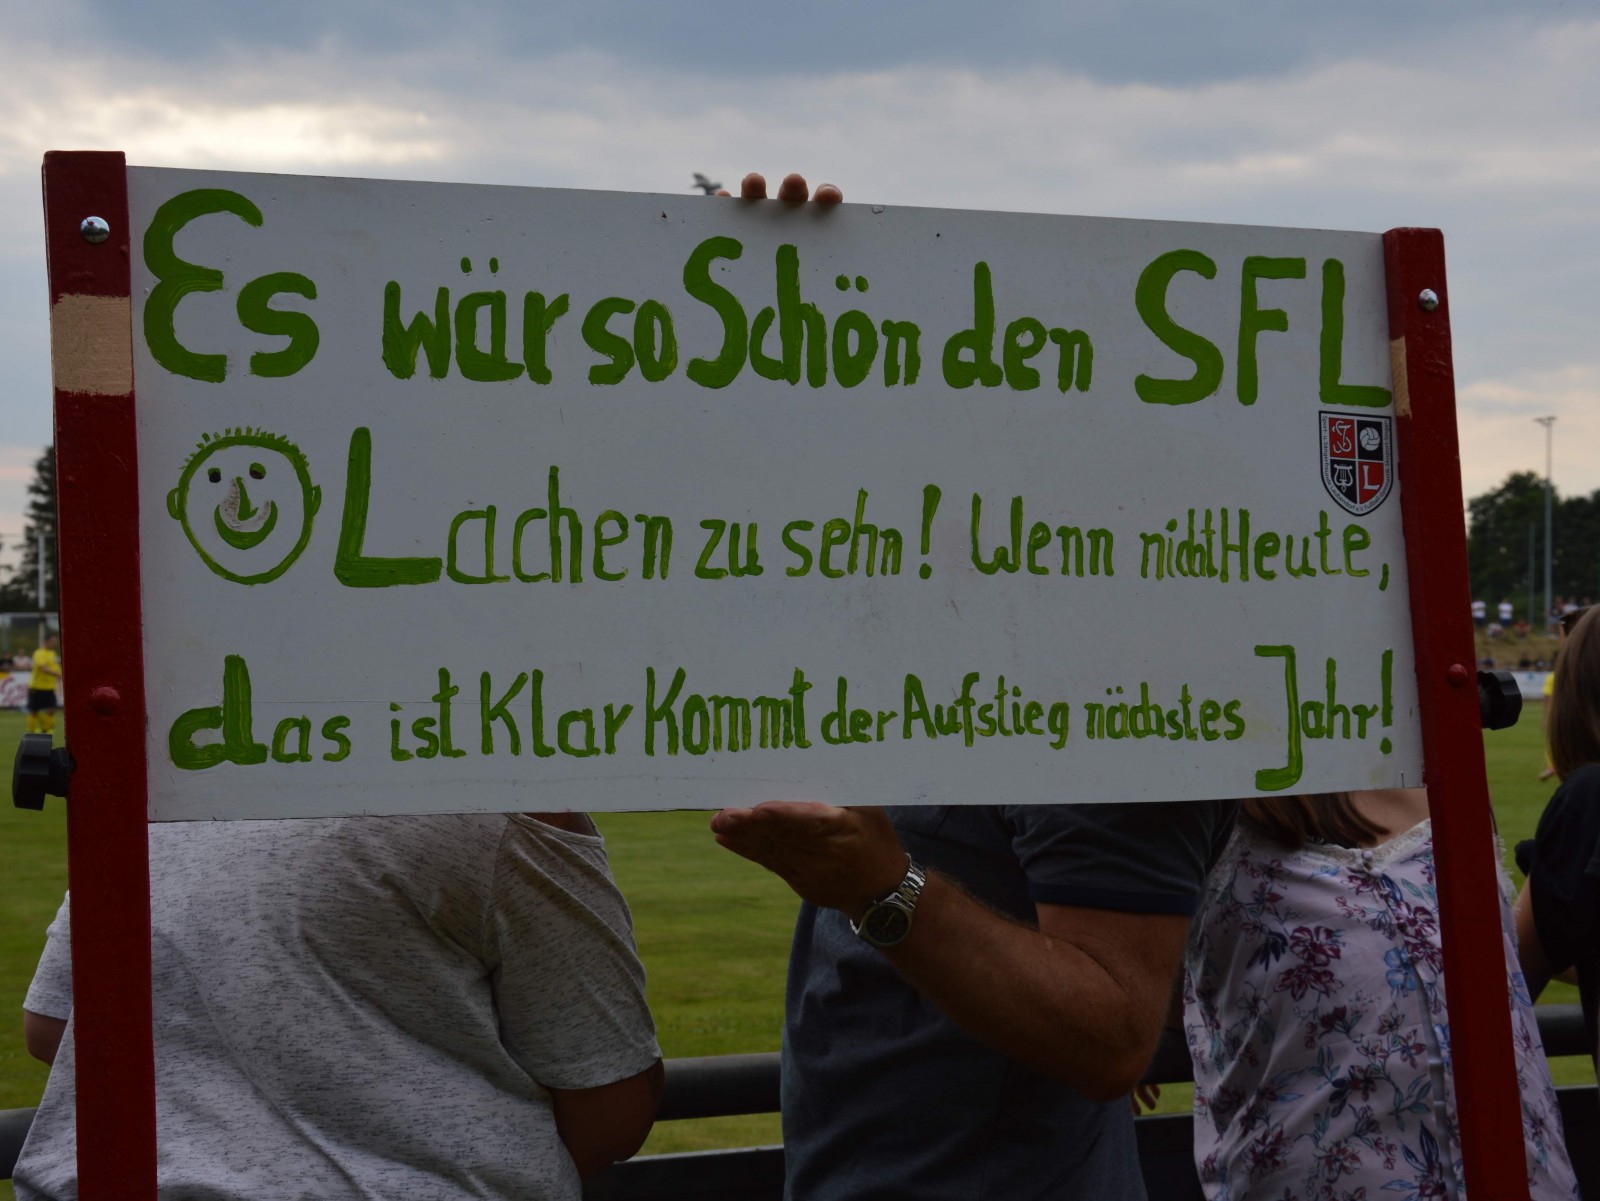 Es wär so Schön den SFL
Lachen zu sehn! Wenn nicht Heute,
das ist Klar Kommt der Aufstieg nächstes Jahr!
L